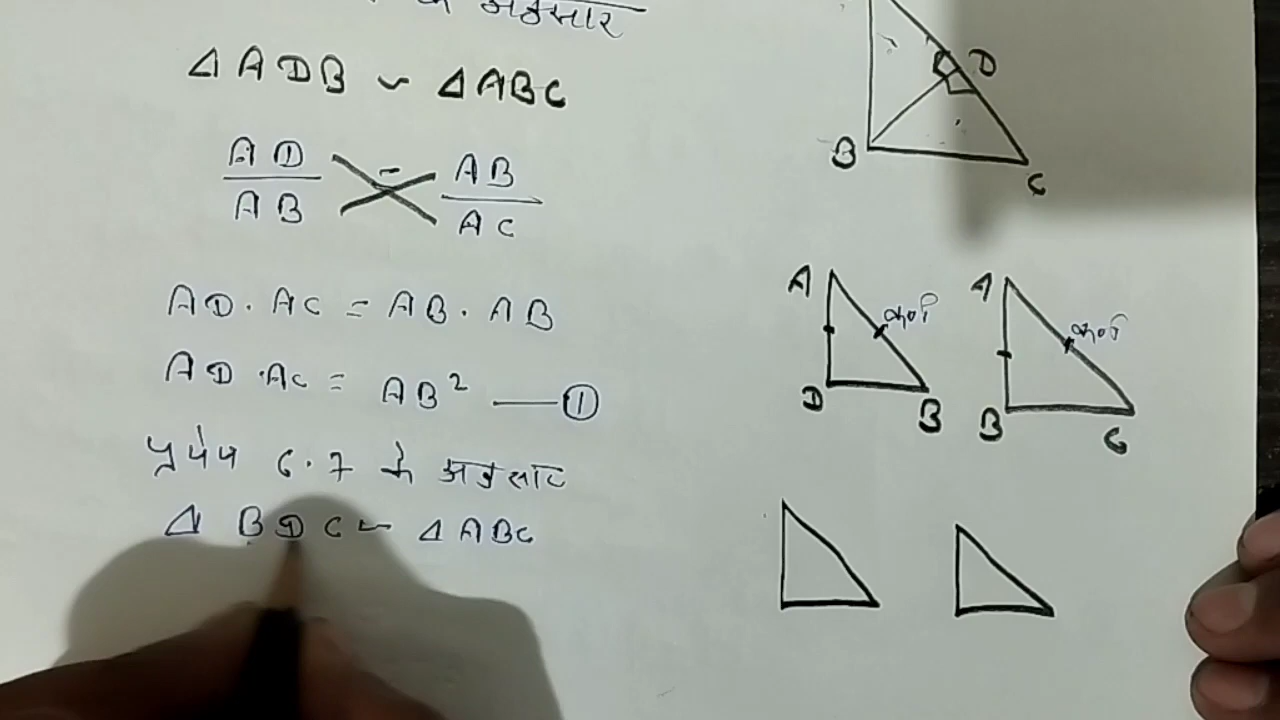 के अनुसार
Δ ADB ~ Δ ABC
AD/AB = AB/AC
AD . AC = AB . AB
AD . AC = AB² —— ①
प्रमेय 6.7 के अनुसार
Δ BDC ~ Δ ABC
D
B
C
A
कर्ण
D
B
A
कर्ण
B
C